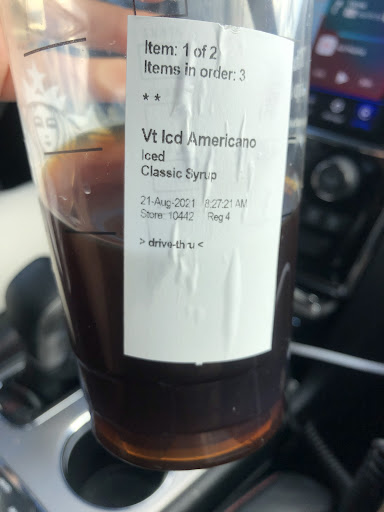 Item: 1 of 2
Items in order: 3
* *
Vt Icd Americano
Iced
Classic Syrup
21-Aug-2021 8:27:21 AM
Store: 10442 Reg 4
> drive-thru <